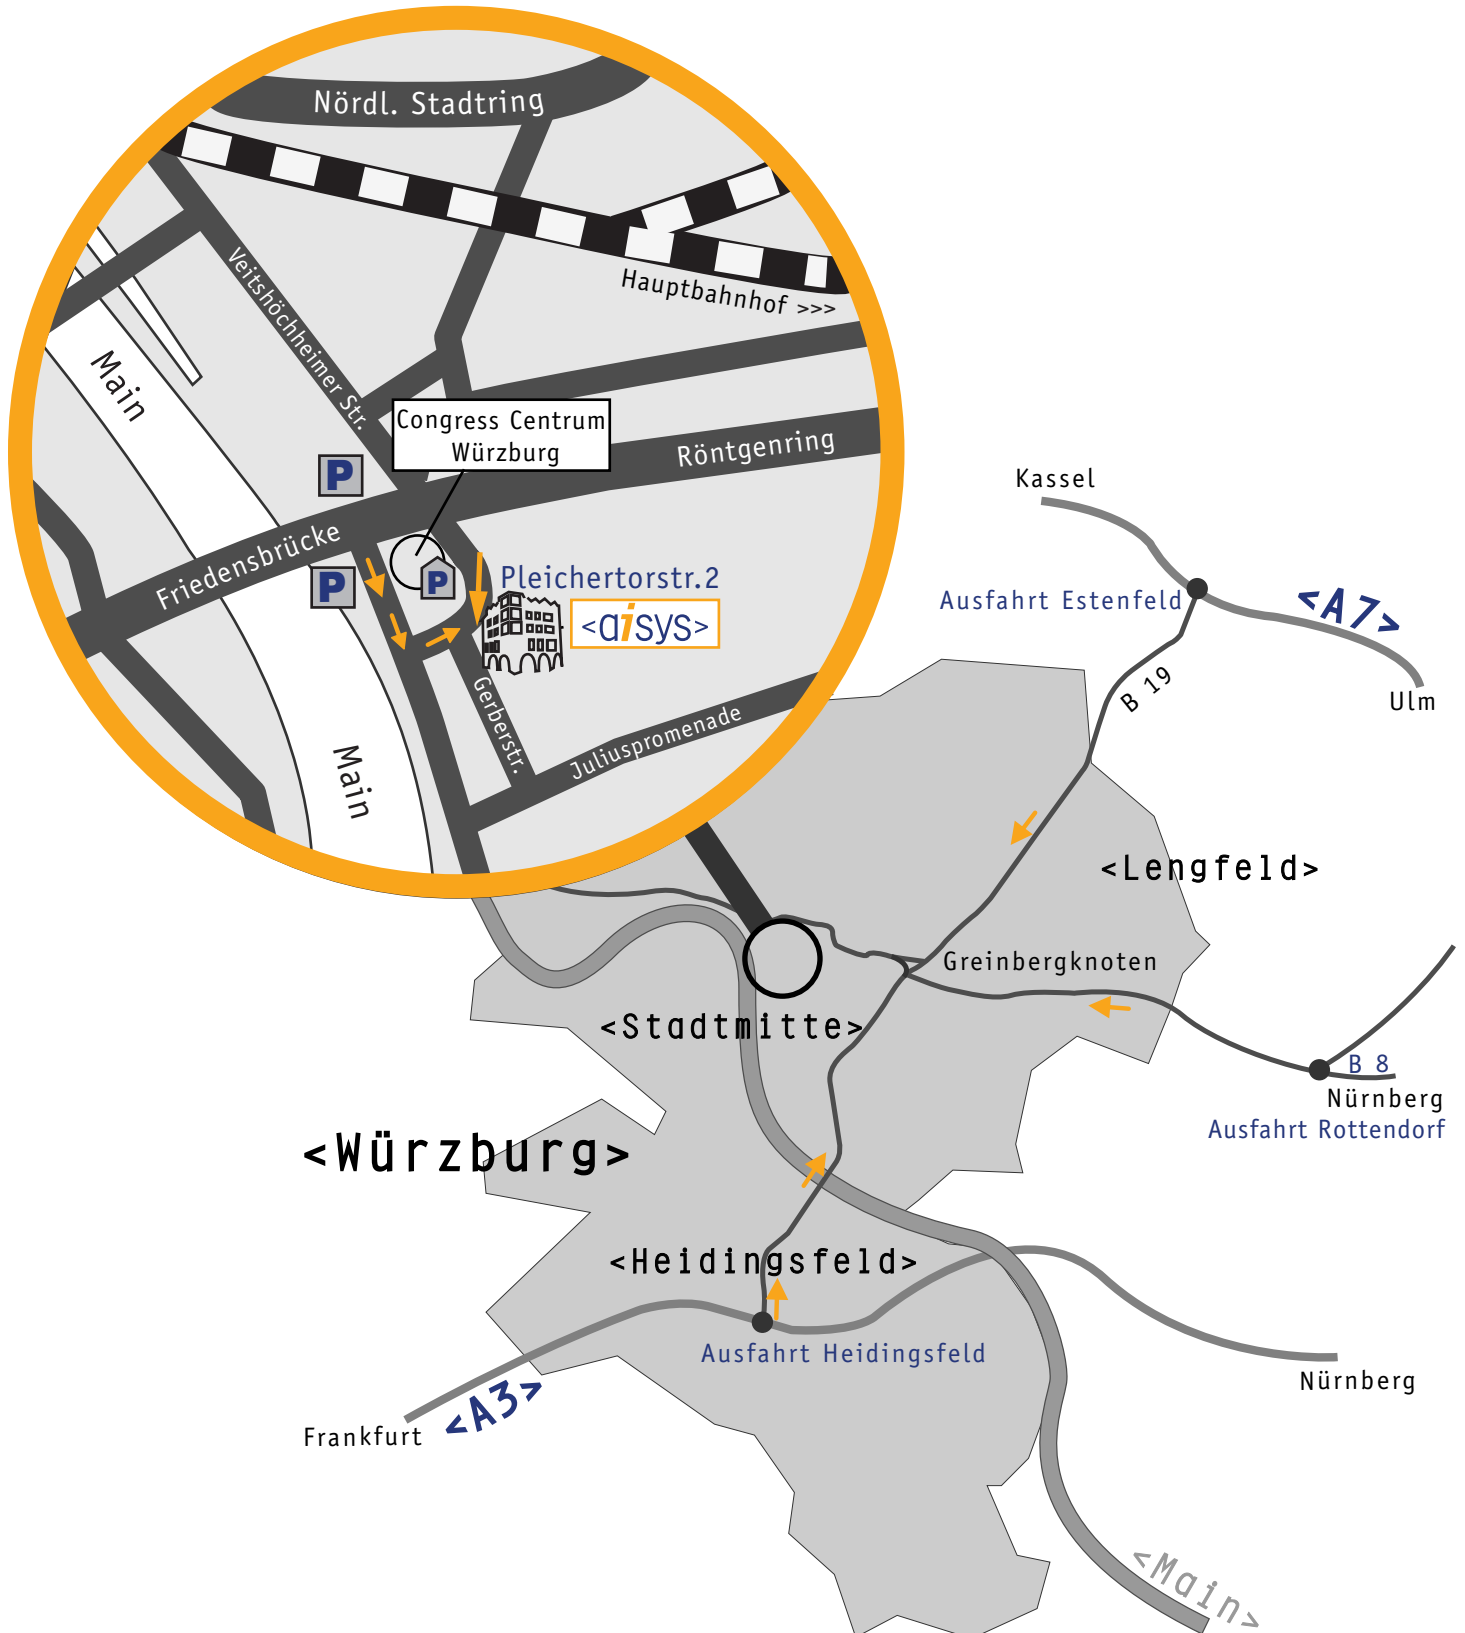 Nördl. Stadtring
Veitshöchheimer Str.
Hauptbahnhof >>>
Main
Congress Centrum
Würzburg
Röntgenring
P
Friedensbrücke
P
P
Pleichertorstr.2
<aisys>
Gerberstr.
Juliuspromenade
Main
Kassel
Ausfahrt Estenfeld
<A7>
Ulm
B 19
<Lengfeld>
Greinbergknoten
<Stadtmitte>
B 8
Nürnberg
Ausfahrt Rottendorf
<Würzburg>
<Heidingsfeld>
Ausfahrt Heidingsfeld
Nürnberg
<A3>
Frankfurt
<Main>